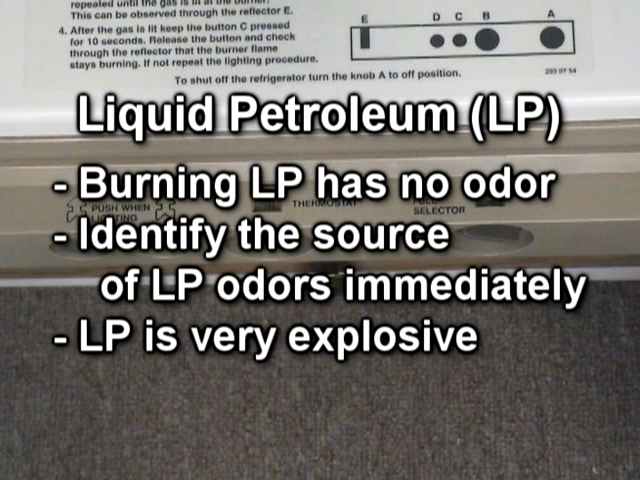 repeated until the gas is lit at the burner.
This can be observed through the reflector E.
4. After the gas is lit keep the button C pressed
for 10 seconds. Release the button and check
through the reflector that the burner flame
stays burning. If not repeat the lighting procedure.
To shut off the refrigerator turn the knob A to off position.
E D C B A
293 07 54
Liquid Petroleum (LP)
- Burning LP has no odor
- Identify the source
of LP odors immediately
- LP is very explosive
PUSH WHEN
LIGHTING
THERMOSTAT
SELECTOR